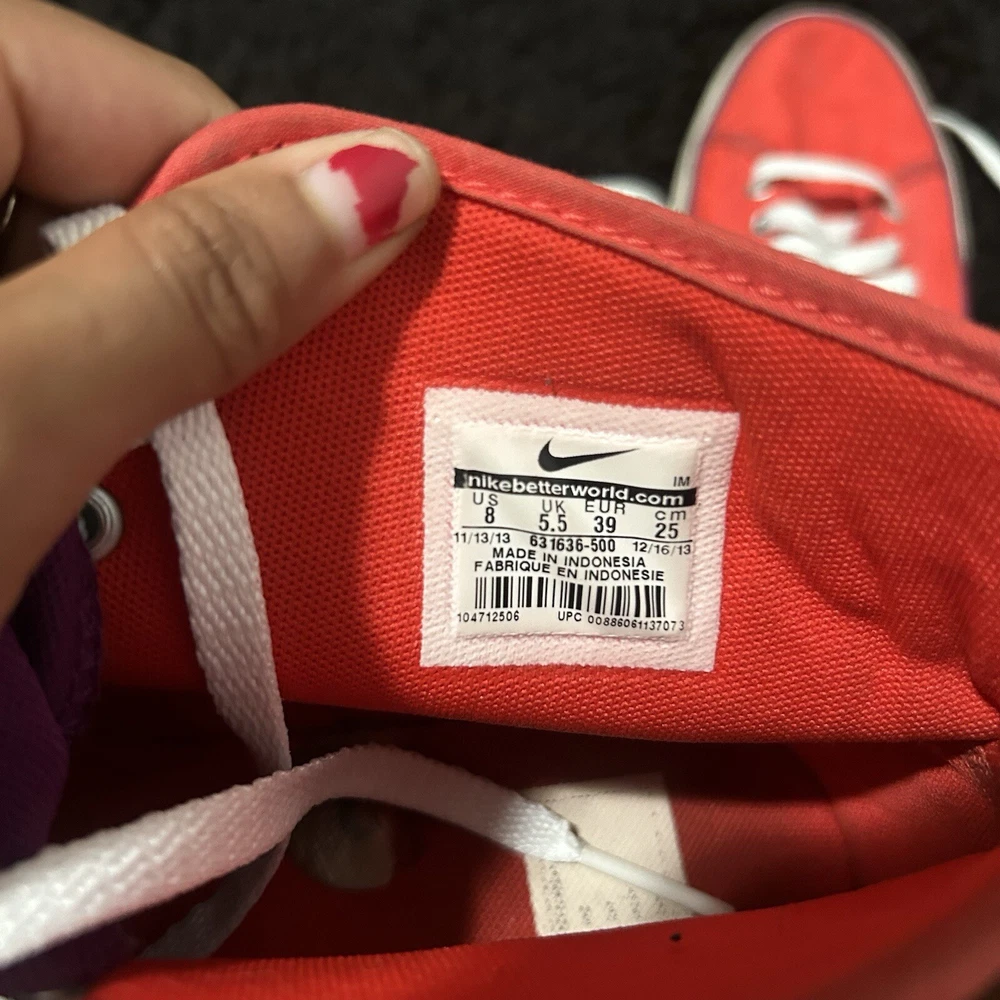 IM
nikebetterworld.com
US UK EUR cm
8 5.5 39 25
11/13/13 631636-500 12/16/13
MADE IN INDONESIA
FABRIQUE EN INDONESIE
104712506 UPC 00886061137073